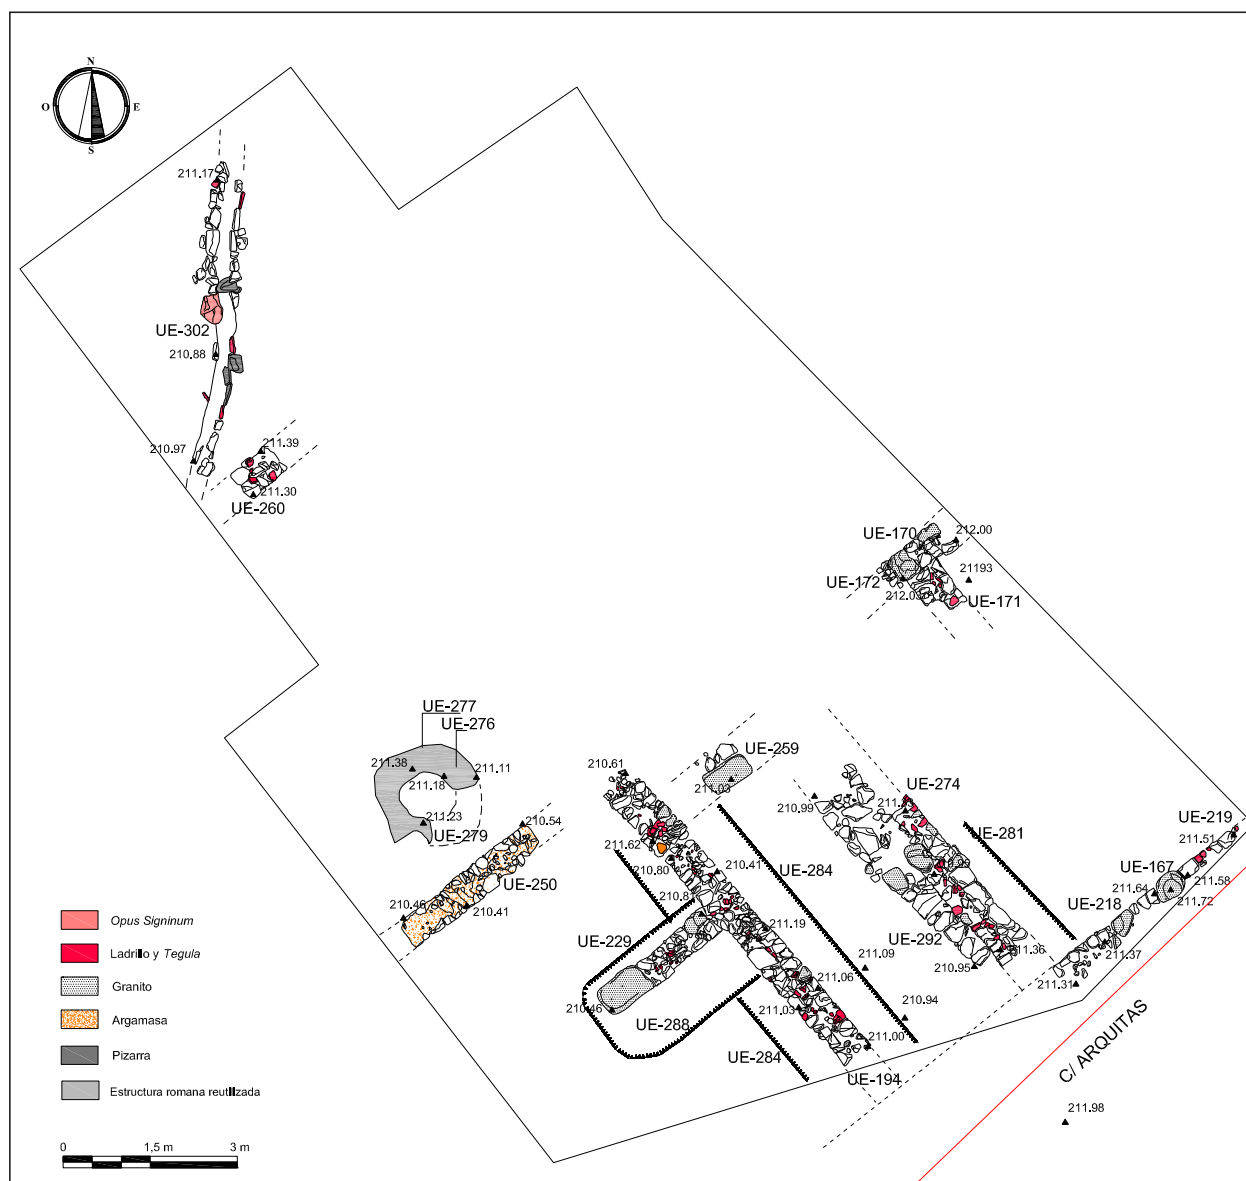 N
O E
S
211.17
UE-302
210.88
210.97
211.39
211.30
UE-260
UE-170
212.00
UE-172
21193
212.03
UE-171
UE-277
UE-276
211.38
211.18
211.11
211.23
UE-279
210.54
UE-250
210.46
210.41
210.61
UE-259
211.03
211.62
210.80
210.41
210.8
UE-284
211.19
UE-229
211.09
211.06
210.46
211.03
210.94
UE-288
211.00
UE-284
UE-194
UE-274
210.99
UE-281
UE-292
211.36
210.95
UE-219
211.51
UE-167
211.58
211.64
211.72
UE-218
211.37
211.31
C/ ARQUITAS
211.98
Opus Signinum
Ladrillo y Tegula
Granito
Argamasa
Pizarra
Estructura romana reutilizada
0 1,5 m 3 m